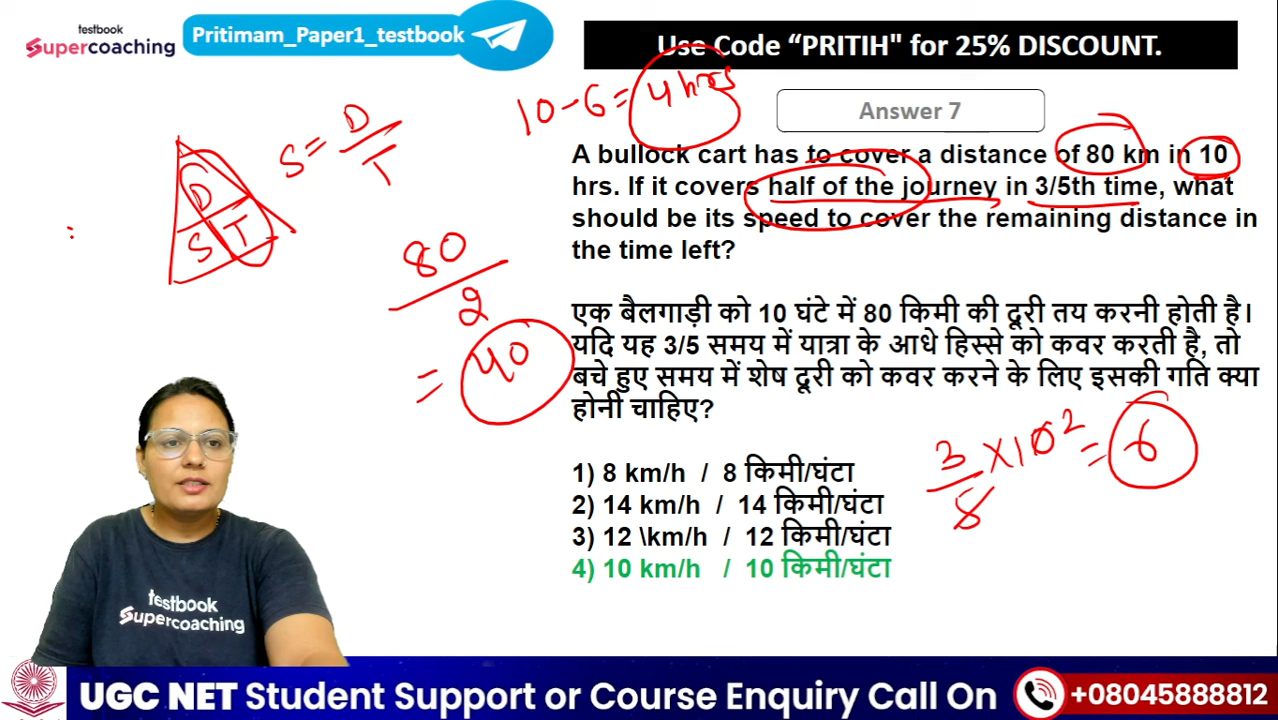 testbook
Supercoaching
Pritimam_Paper1_testbook
Use Code “PRITIH" for 25% DISCOUNT.
10-6= 4 hrs
Answer 7
S = D/T
D
S T
A bullock cart has to cover a distance of 80 km in 10
hrs. If it covers half of the journey in 3/5th time, what
should be its speed to cover the remaining distance in
the time left?
80
2
= 40
एक बैलगाड़ी को 10 घंटे में 80 किमी की दूरी तय करनी होती है।
यदि यह 3/5 समय में यात्रा के आधे हिस्से को कवर करती है, तो
बचे हुए समय में शेष दूरी को कवर करने के लिए इसकी गति क्या
होनी चाहिए?
3/5 ×10 2 = 6
1) 8 km/h / 8 किमी/घंटा
2) 14 km/h / 14 किमी/घंटा
3) 12 \km/h / 12 किमी/घंटा
4) 10 km/h / 10 किमी/घंटा
testbook
Supercoaching
UGC NET Student Support or Course Enquiry Call On
+08045888812